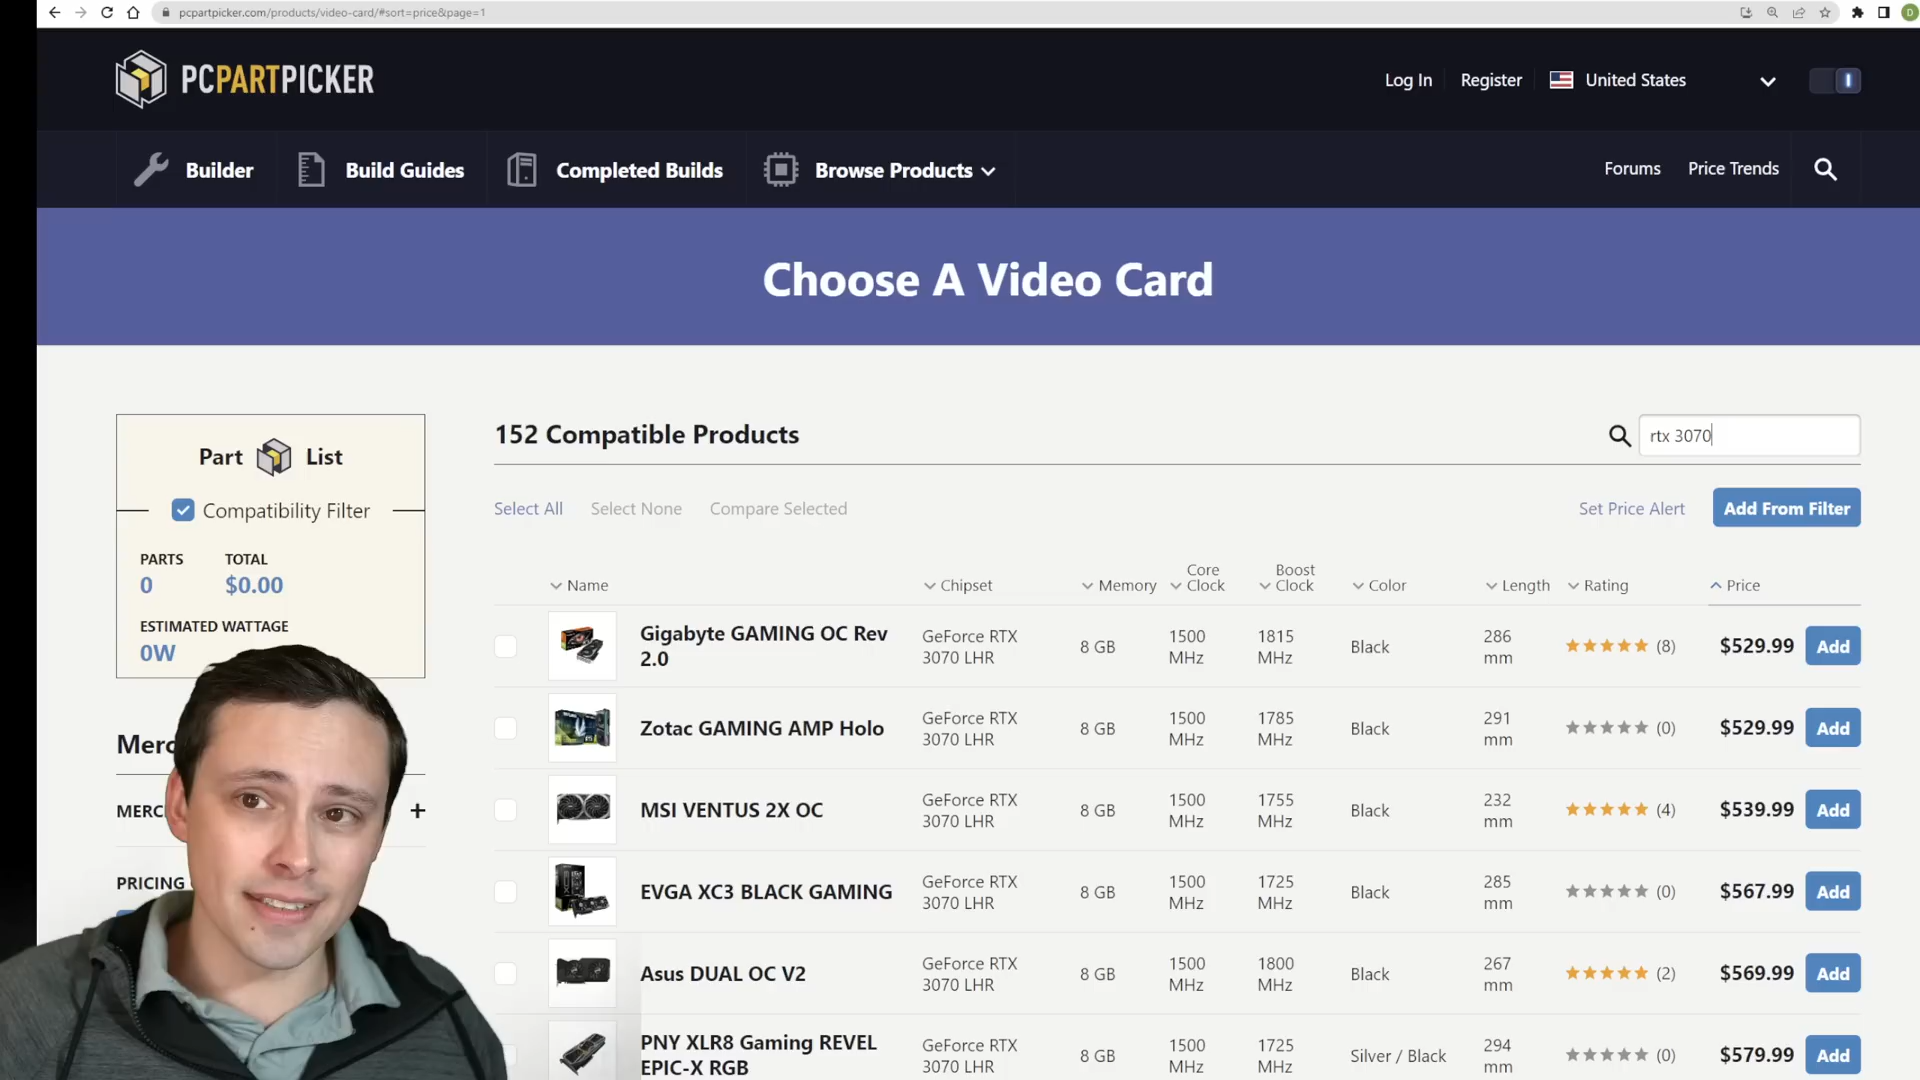 pcpartpicker.com/products/video-card/#sort=price&page=1
D
PCPARTPICKER
Log In
Register
United States
Builder
Build Guides
Completed Builds
Browse Products
Forums
Price Trends
Choose A Video Card
Part List
Compatibility Filter
PARTS
TOTAL
0
$0.00
ESTIMATED WATTAGE
0W
Merc
MERC
+
PRICING
152 Compatible Products
rtx 3070
Select All
Select None
Compare Selected
Set Price Alert
Add From Filter
Name
Chipset
Memory
Core Clock
Boost Clock
Color
Length
Rating
Price
Gigabyte GAMING OC Rev 2.0
GeForce RTX 3070 LHR
8 GB
1500 MHz
1815 MHz
Black
286 mm
(8)
$529.99
Add
Zotac GAMING AMP Holo
GeForce RTX 3070 LHR
8 GB
1500 MHz
1785 MHz
Black
291 mm
(0)
$529.99
Add
MSI VENTUS 2X OC
GeForce RTX 3070 LHR
8 GB
1500 MHz
1755 MHz
Black
232 mm
(4)
$539.99
Add
EVGA XC3 BLACK GAMING
GeForce RTX 3070 LHR
8 GB
1500 MHz
1725 MHz
Black
285 mm
(0)
$567.99
Add
Asus DUAL OC V2
GeForce RTX 3070 LHR
8 GB
1500 MHz
1800 MHz
Black
267 mm
(2)
$569.99
Add
PNY XLR8 Gaming REVEL EPIC-X RGB
GeForce RTX 3070 LHR
8 GB
1500 MHz
1725 MHz
Silver / Black
294 mm
(0)
$579.99
Add